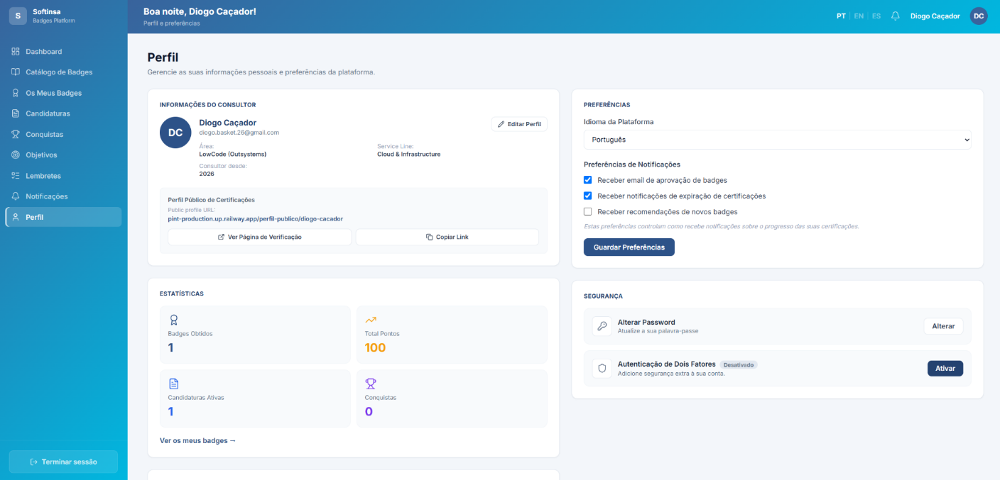 S
Softinsa
Badges Platform
Dashboard
Catálogo de Badges
Os Meus Badges
Candidaturas
Conquistas
Objetivos
Lembretes
Notificações
Perfil
Terminar sessão
Boa noite, Diogo Caçador!
Perfil e preferências
PT
EN
ES
Diogo Caçador
DC
Perfil
Gerencie as suas informações pessoais e preferências da plataforma.
INFORMAÇÕES DO CONSULTOR
DC
Diogo Caçador
diogo.basket.26@gmail.com
Editar Perfil
Área:
LowCode (Outsystems)
Service Line:
Cloud & Infrastructure
Consultor desde:
2026
Perfil Público de Certificações
Public profile URL:
pint-production.up.railway.app/perfil-publico/diogo-cacador
Ver Página de Verificação
Copiar Link
ESTATÍSTICAS
Badges Obtidos
1
Total Pontos
100
Candidaturas Ativas
1
Conquistas
0
Ver os meus badges →
PREFERÊNCIAS
Idioma da Plataforma
Português
Preferências de Notificações
Receber email de aprovação de badges
Receber notificações de expiração de certificações
Receber recomendações de novos badges
Estas preferências controlam como recebe notificações sobre o progresso das suas certificações.
Guardar Preferências
SEGURANÇA
Alterar Password
Atualize a sua palavra-passe
Alterar
Autenticação de Dois Fatores
Desativado
Adicione segurança extra à sua conta.
Ativar